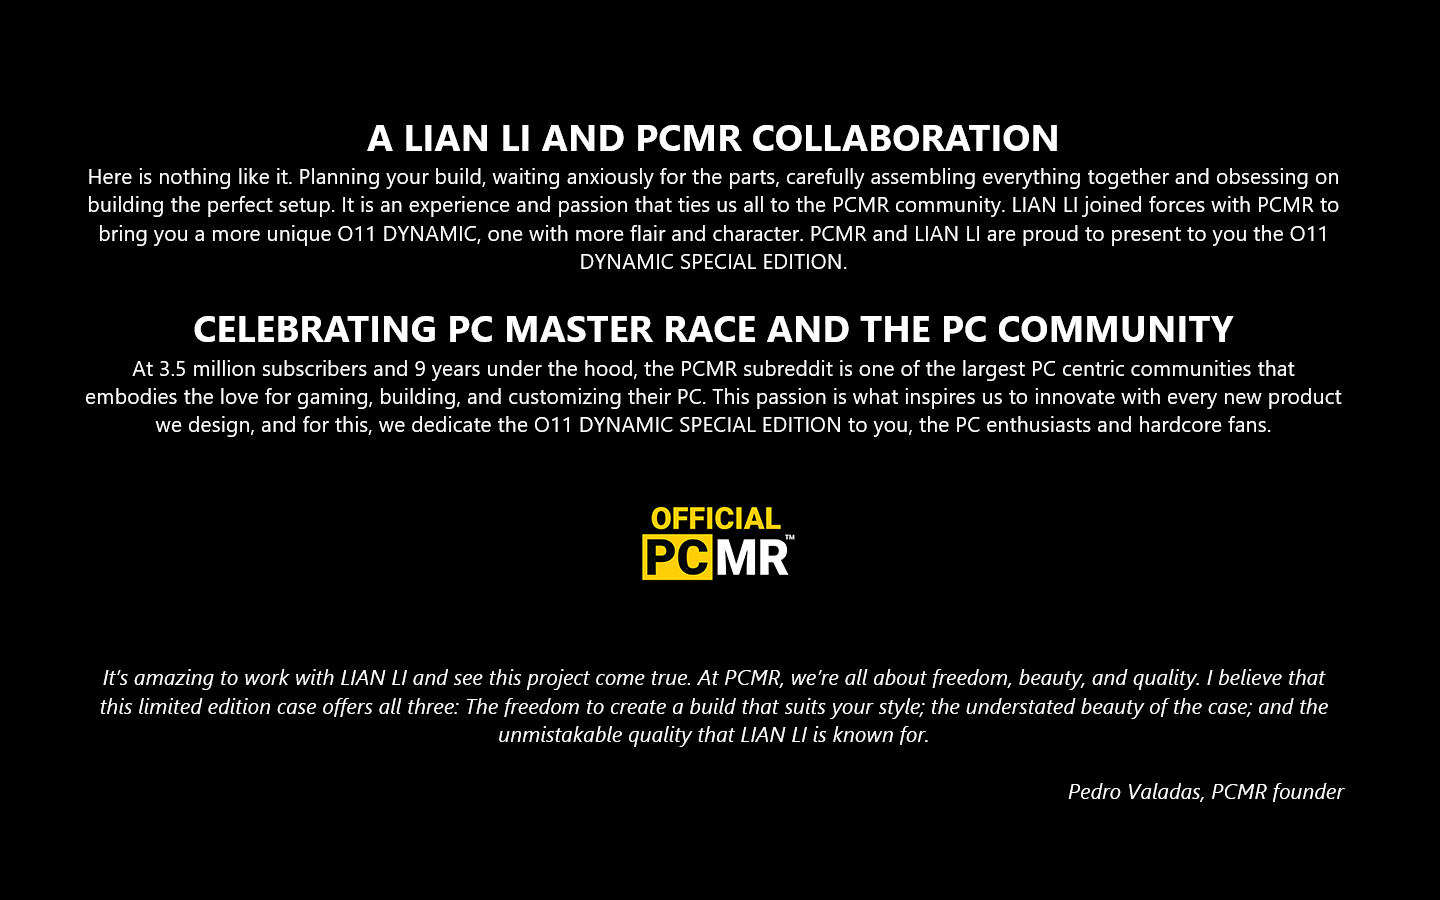 A LIAN LI AND PCMR COLLABORATION
Here is nothing like it. Planning your build, waiting anxiously for the parts, carefully assembling everything together and obsessing on
building the perfect setup. It is an experience and passion that ties us all to the PCMR community. LIAN LI joined forces with PCMR to
bring you a more unique O11 DYNAMIC, one with more flair and character. PCMR and LIAN LI are proud to present to you the O11
DYNAMIC SPECIAL EDITION.
CELEBRATING PC MASTER RACE AND THE PC COMMUNITY
At 3.5 million subscribers and 9 years under the hood, the PCMR subreddit is one of the largest PC centric communities that
embodies the love for gaming, building, and customizing their PC. This passion is what inspires us to innovate with every new product
we design, and for this, we dedicate the O11 DYNAMIC SPECIAL EDITION to you, the PC enthusiasts and hardcore fans.
OFFICIAL
PCMR™
It’s amazing to work with LIAN LI and see this project come true. At PCMR, we’re all about freedom, beauty, and quality. I believe that
this limited edition case offers all three: The freedom to create a build that suits your style; the understated beauty of the case; and the
unmistakable quality that LIAN LI is known for.
Pedro Valadas, PCMR founder